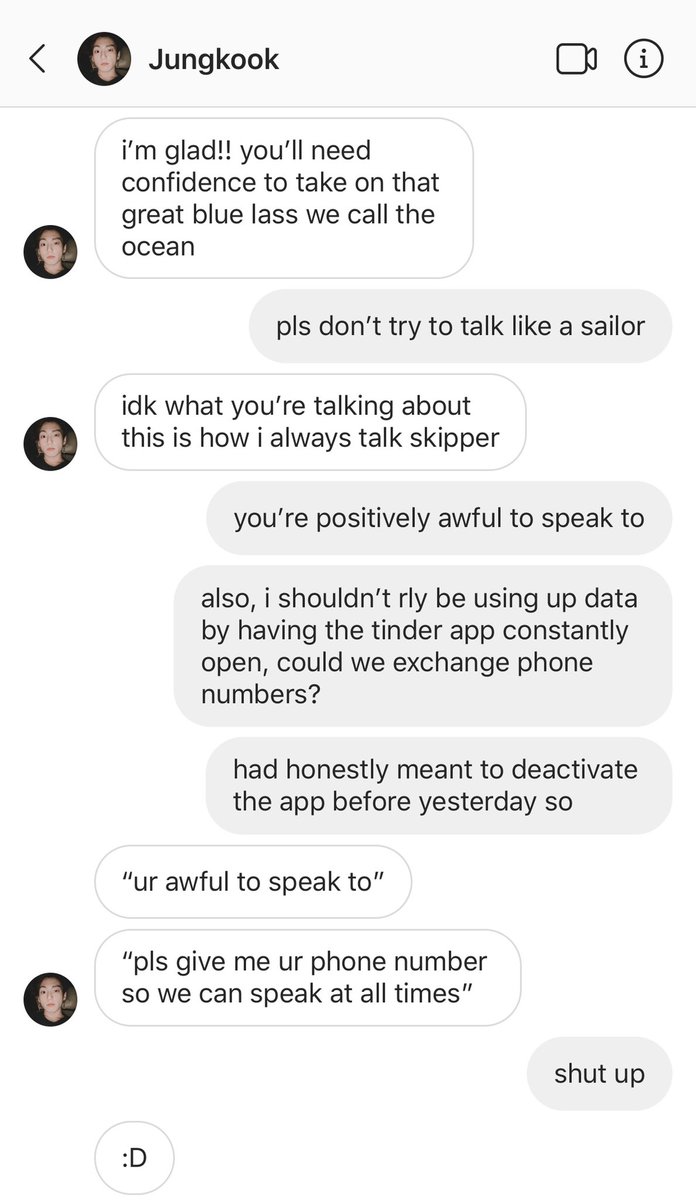 Jungkook
i’m glad!! you’ll need
confidence to take on that
great blue lass we call the
ocean
pls don’t try to talk like a sailor
idk what you’re talking about
this is how i always talk skipper
you’re positively awful to speak to
also, i shouldn’t rly be using up data
by having the tinder app constantly
open, could we exchange phone
numbers?
had honestly meant to deactivate
the app before yesterday so
“ur awful to speak to”
“pls give me ur phone number
so we can speak at all times”
shut up
:D